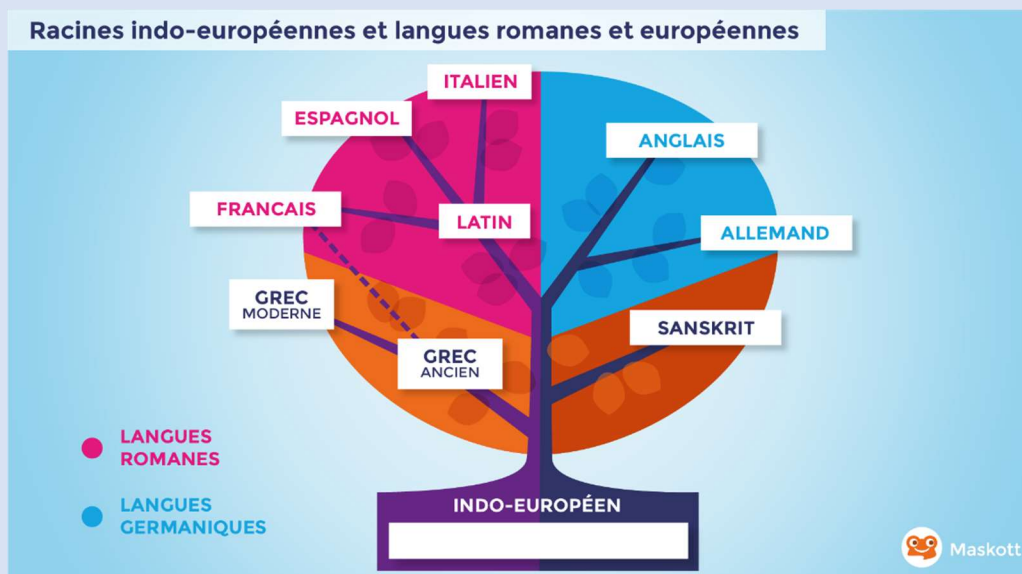 Racines indo-européennes et langues romanes et européennes
ITALIEN
ESPAGNOL
ANGLAIS
FRANCAIS
LATIN
ALLEMAND
GREC
MODERNE
SANSKRIT
GREC
ANCIEN
LANGUES
ROMANES
LANGUES
GERMANIQUES
INDO-EUROPÉEN
Maskott